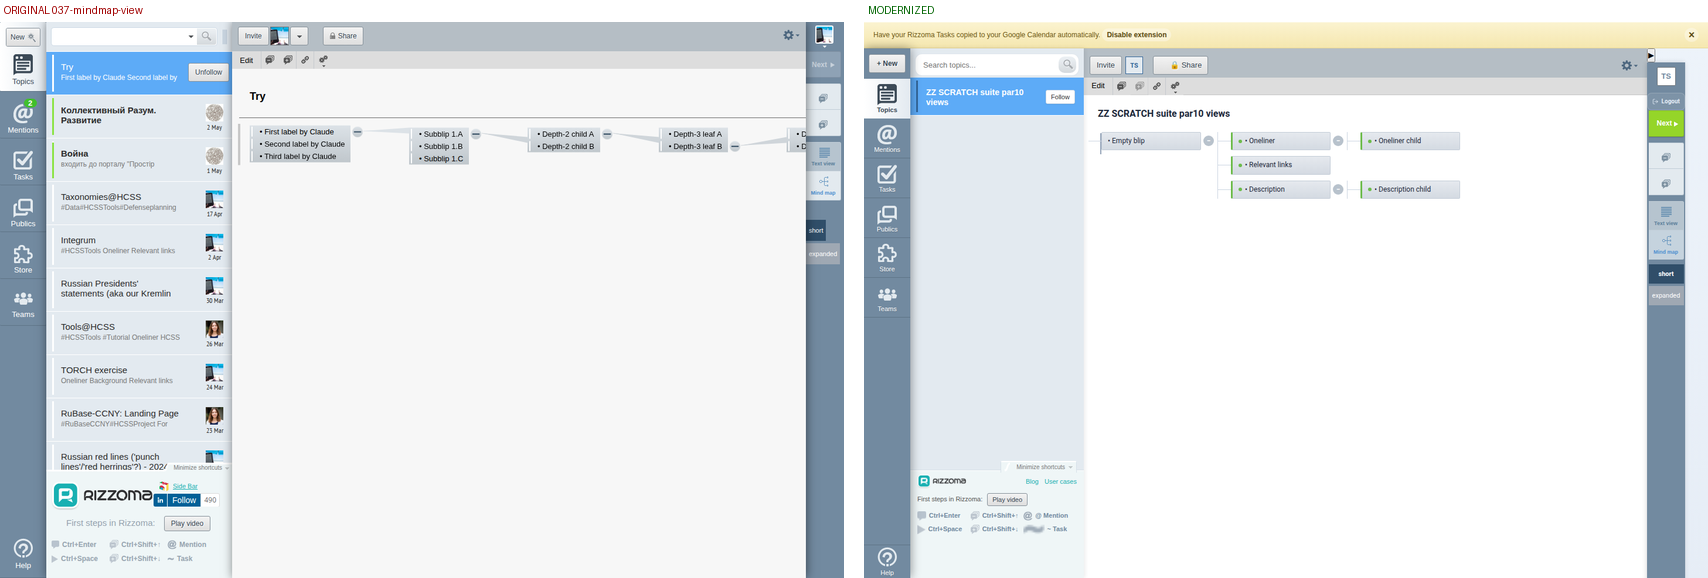 ORIGINAL 037-mindmap-view
New
Topics
2
Mentions
Tasks
Publics
Store
Teams
Help
Try
First label by Claude Second label by
Unfollow
Коллективный Разум.
Развитие
2 May
Война
входить до порталу "Простір
1 May
Taxonomies@HCSS
#Data#HCSSTools#Defenseplanning
17 Apr
Integrum
#HCSSTools Oneliner Relevant links
2 Apr
Russian Presidents'
statements (aka our Kremlin
30 Mar
Tools@HCSS
#HCSSTools #Tutorial Oneliner HCSS
26 Mar
TORCH exercise
Oneliner Background Relevant links
24 Mar
RuBase-CCNY: Landing Page
#RuBaseCCNY#HCSSProject For
23 Mar
Russian red lines ('punch
lines'/'red herrings'?) - 2024
Minimize shortcuts
RIZZOMA
Side Bar
in Follow 490
First steps in Rizzoma: Play video
Ctrl+Enter Ctrl+Shift+↑ @ Mention
Ctrl+Space Ctrl+Shift+↓ ~ Task
Invite
Share
Edit
Try
• First label by Claude
• Second label by Claude
• Third label by Claude
• Subblip 1.A
• Subblip 1.B
• Subblip 1.C
• Depth-2 child A
• Depth-2 child B
• Depth-3 leaf A
• Depth-3 leaf B
• D
• D
Next
Text view
Mind map
short
expanded
MODERNIZED
Have your Rizzoma Tasks copied to your Google Calendar automatically. Disable extension
×
+ New
Topics
Mentions
Tasks
Publics
Store
Teams
Help
Search topics...
ZZ SCRATCH suite par10
views
Follow
Minimize shortcuts
RIZZOMA
Blog User cases
First steps in Rizzoma: Play video
Ctrl+Enter Ctrl+Shift+↑ @ Mention
Ctrl+Space Ctrl+Shift+↓ ~ Task
Invite TS Share
Edit
ZZ SCRATCH suite par10 views
• Empty blip
• Oneliner
• Oneliner child
• Relevant links
• Description
• Description child
TS
Logout
Next
Text view
Mind map
short
expanded